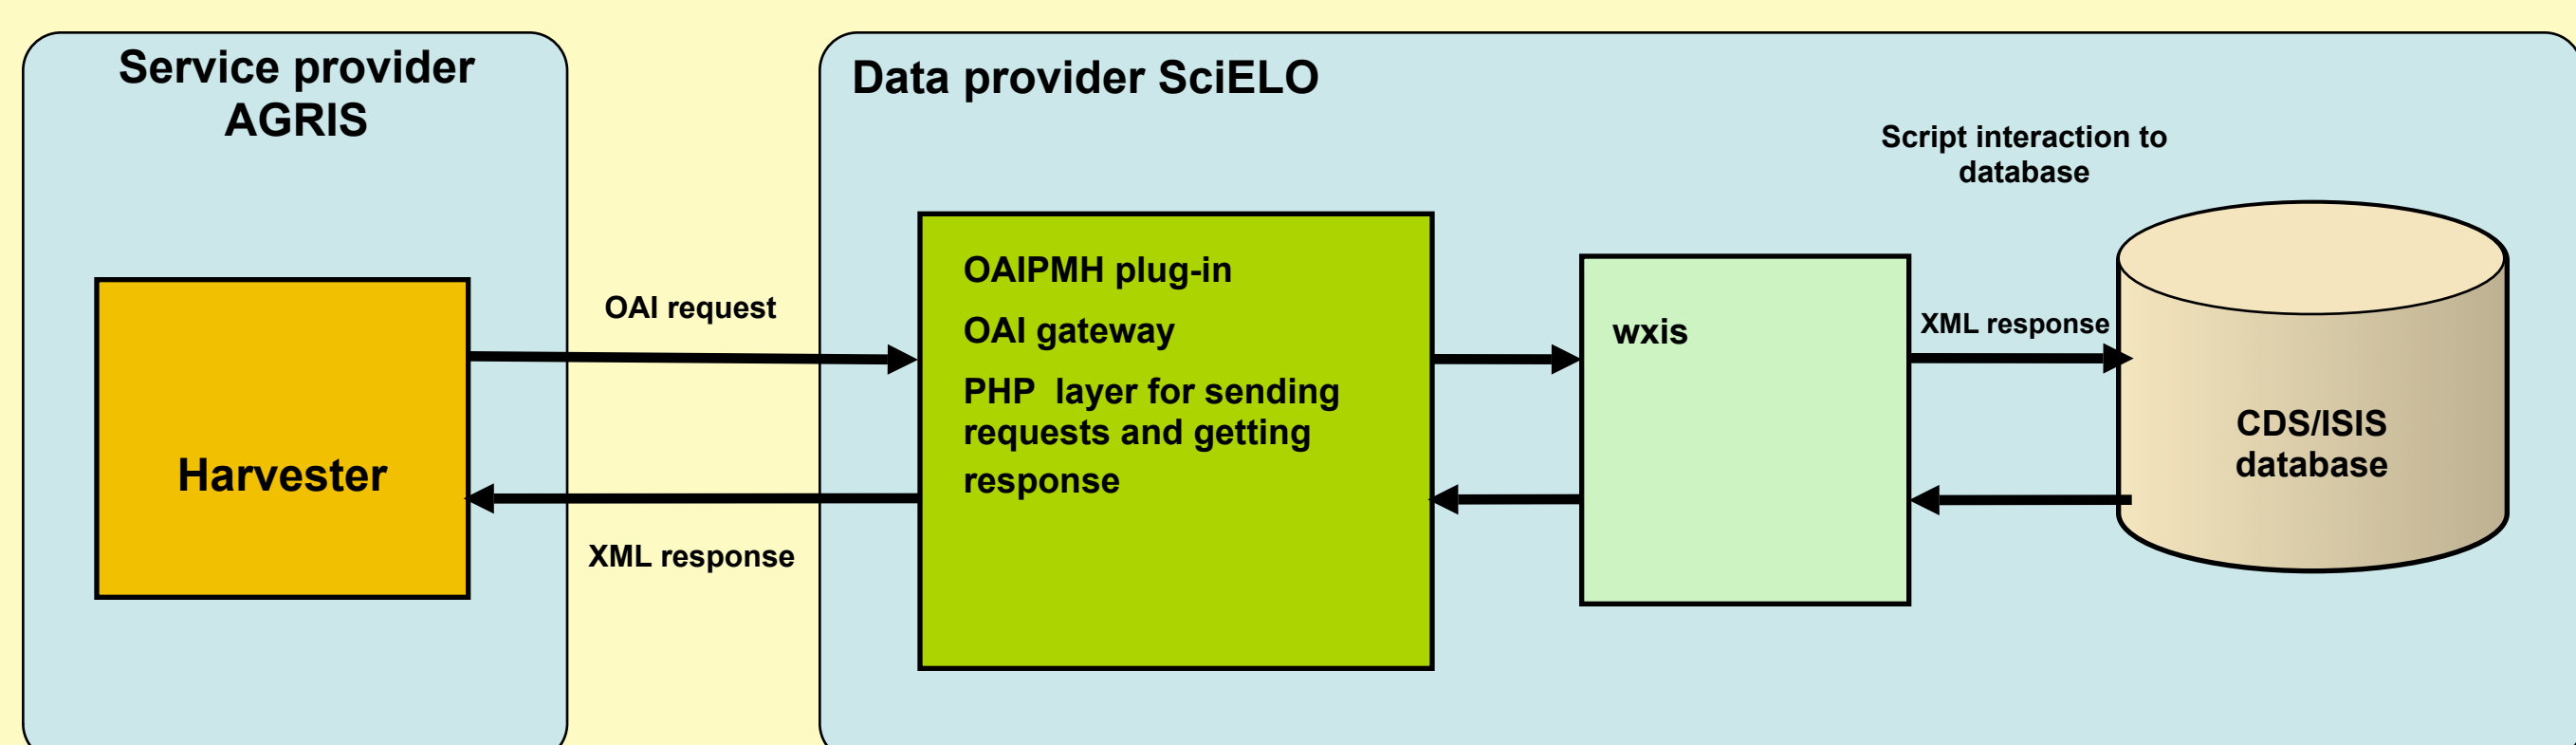 Service provider
AGRIS
Data provider SciELO
Script interaction to
database
Harvester
OAI request
XML response
OAIPMH plug-in
OAI gateway
PHP  layer for sending
requests and getting
response
wxis
XML response
CDS/ISIS
database